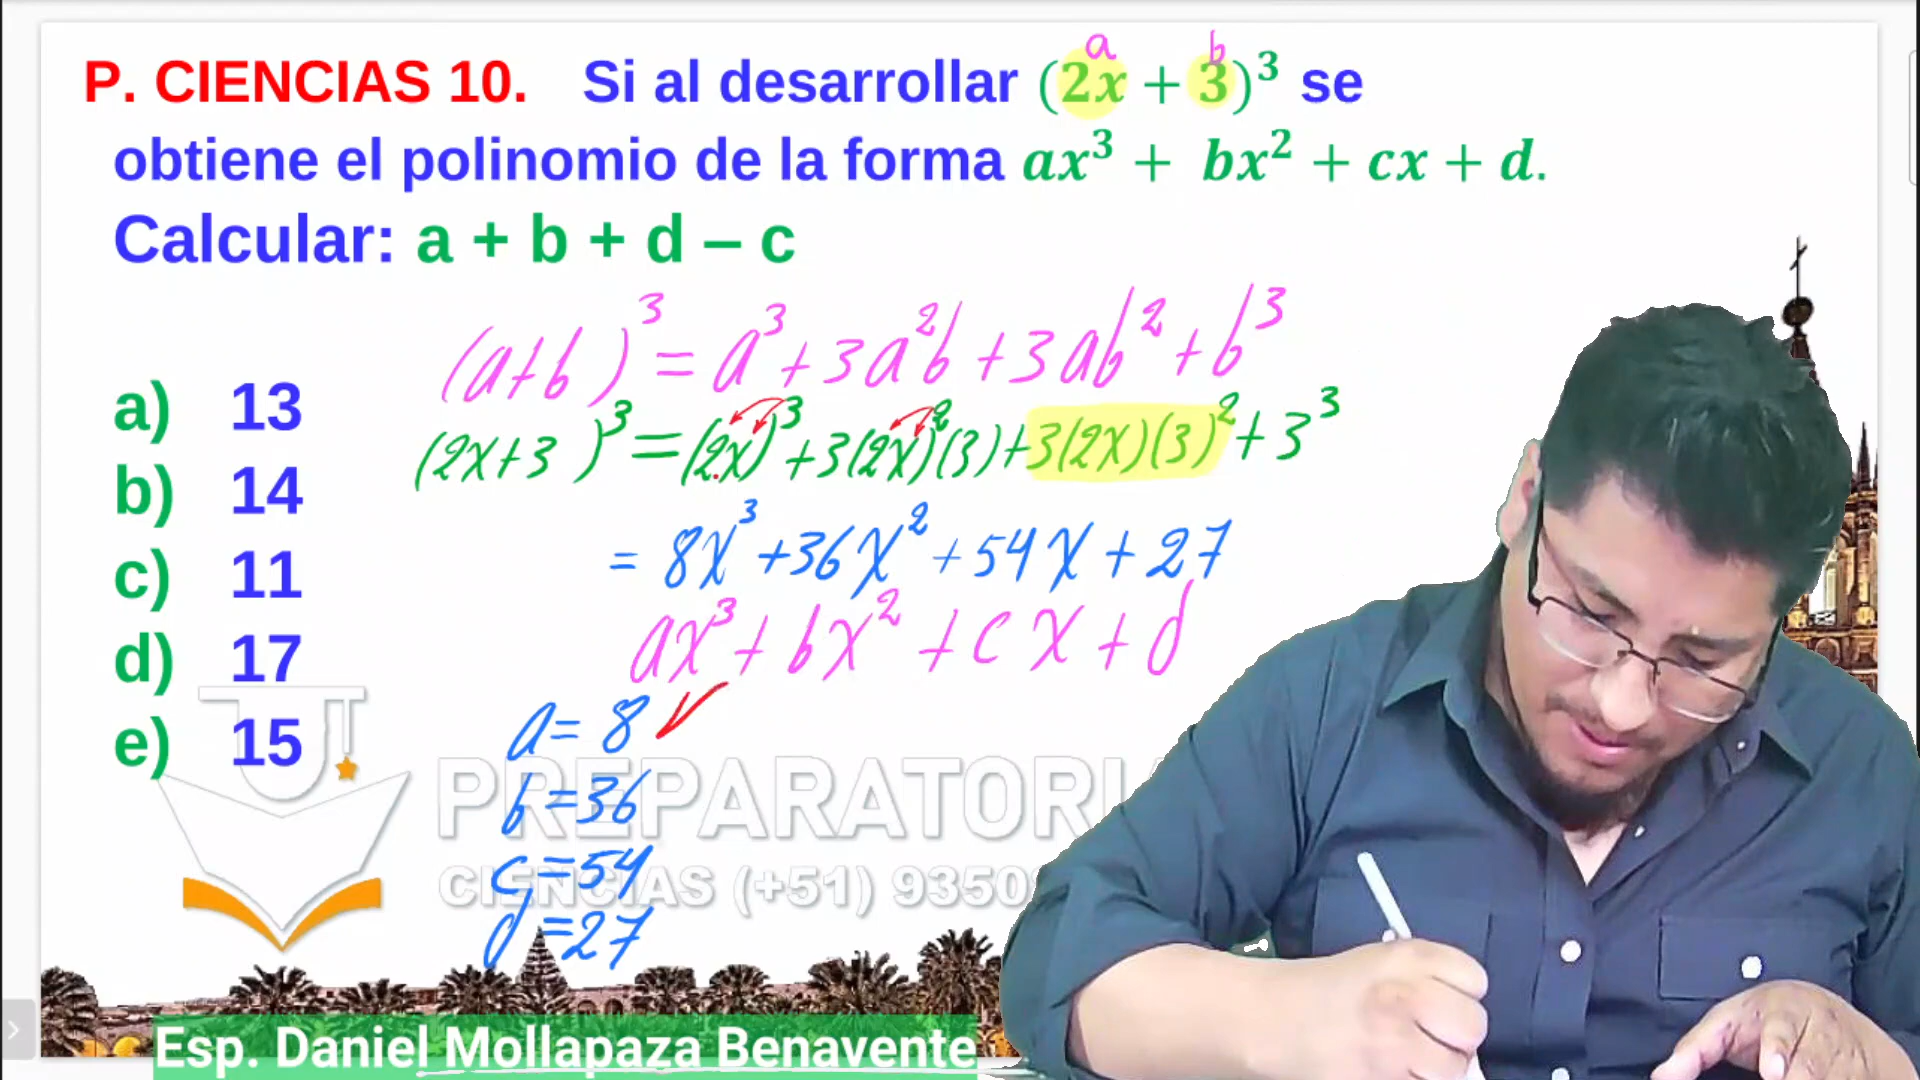 P. CIENCIAS 10. Si al desarrollar (2x + 3)³ se
a b
obtiene el polinomio de la forma ax³ + bx² + cx + d.
Calcular: a + b + d – c
(a+b)³ = a³ + 3a²b + 3ab² + b³
(2x+3)³ = (2x)³ + 3(2x)²(3) + 3(2x)(3)² + 3³
= 8x³ + 36x² + 54x + 27
ax³ + bx² + cx + d
a) 13
b) 14
c) 11
d) 17
e) 15
a = 8 ✓
b = 36
c = 54
d = 27
PREPARATORI
CIENCIAS (+51) 9350
Esp. Daniel Mollapaza Benavente